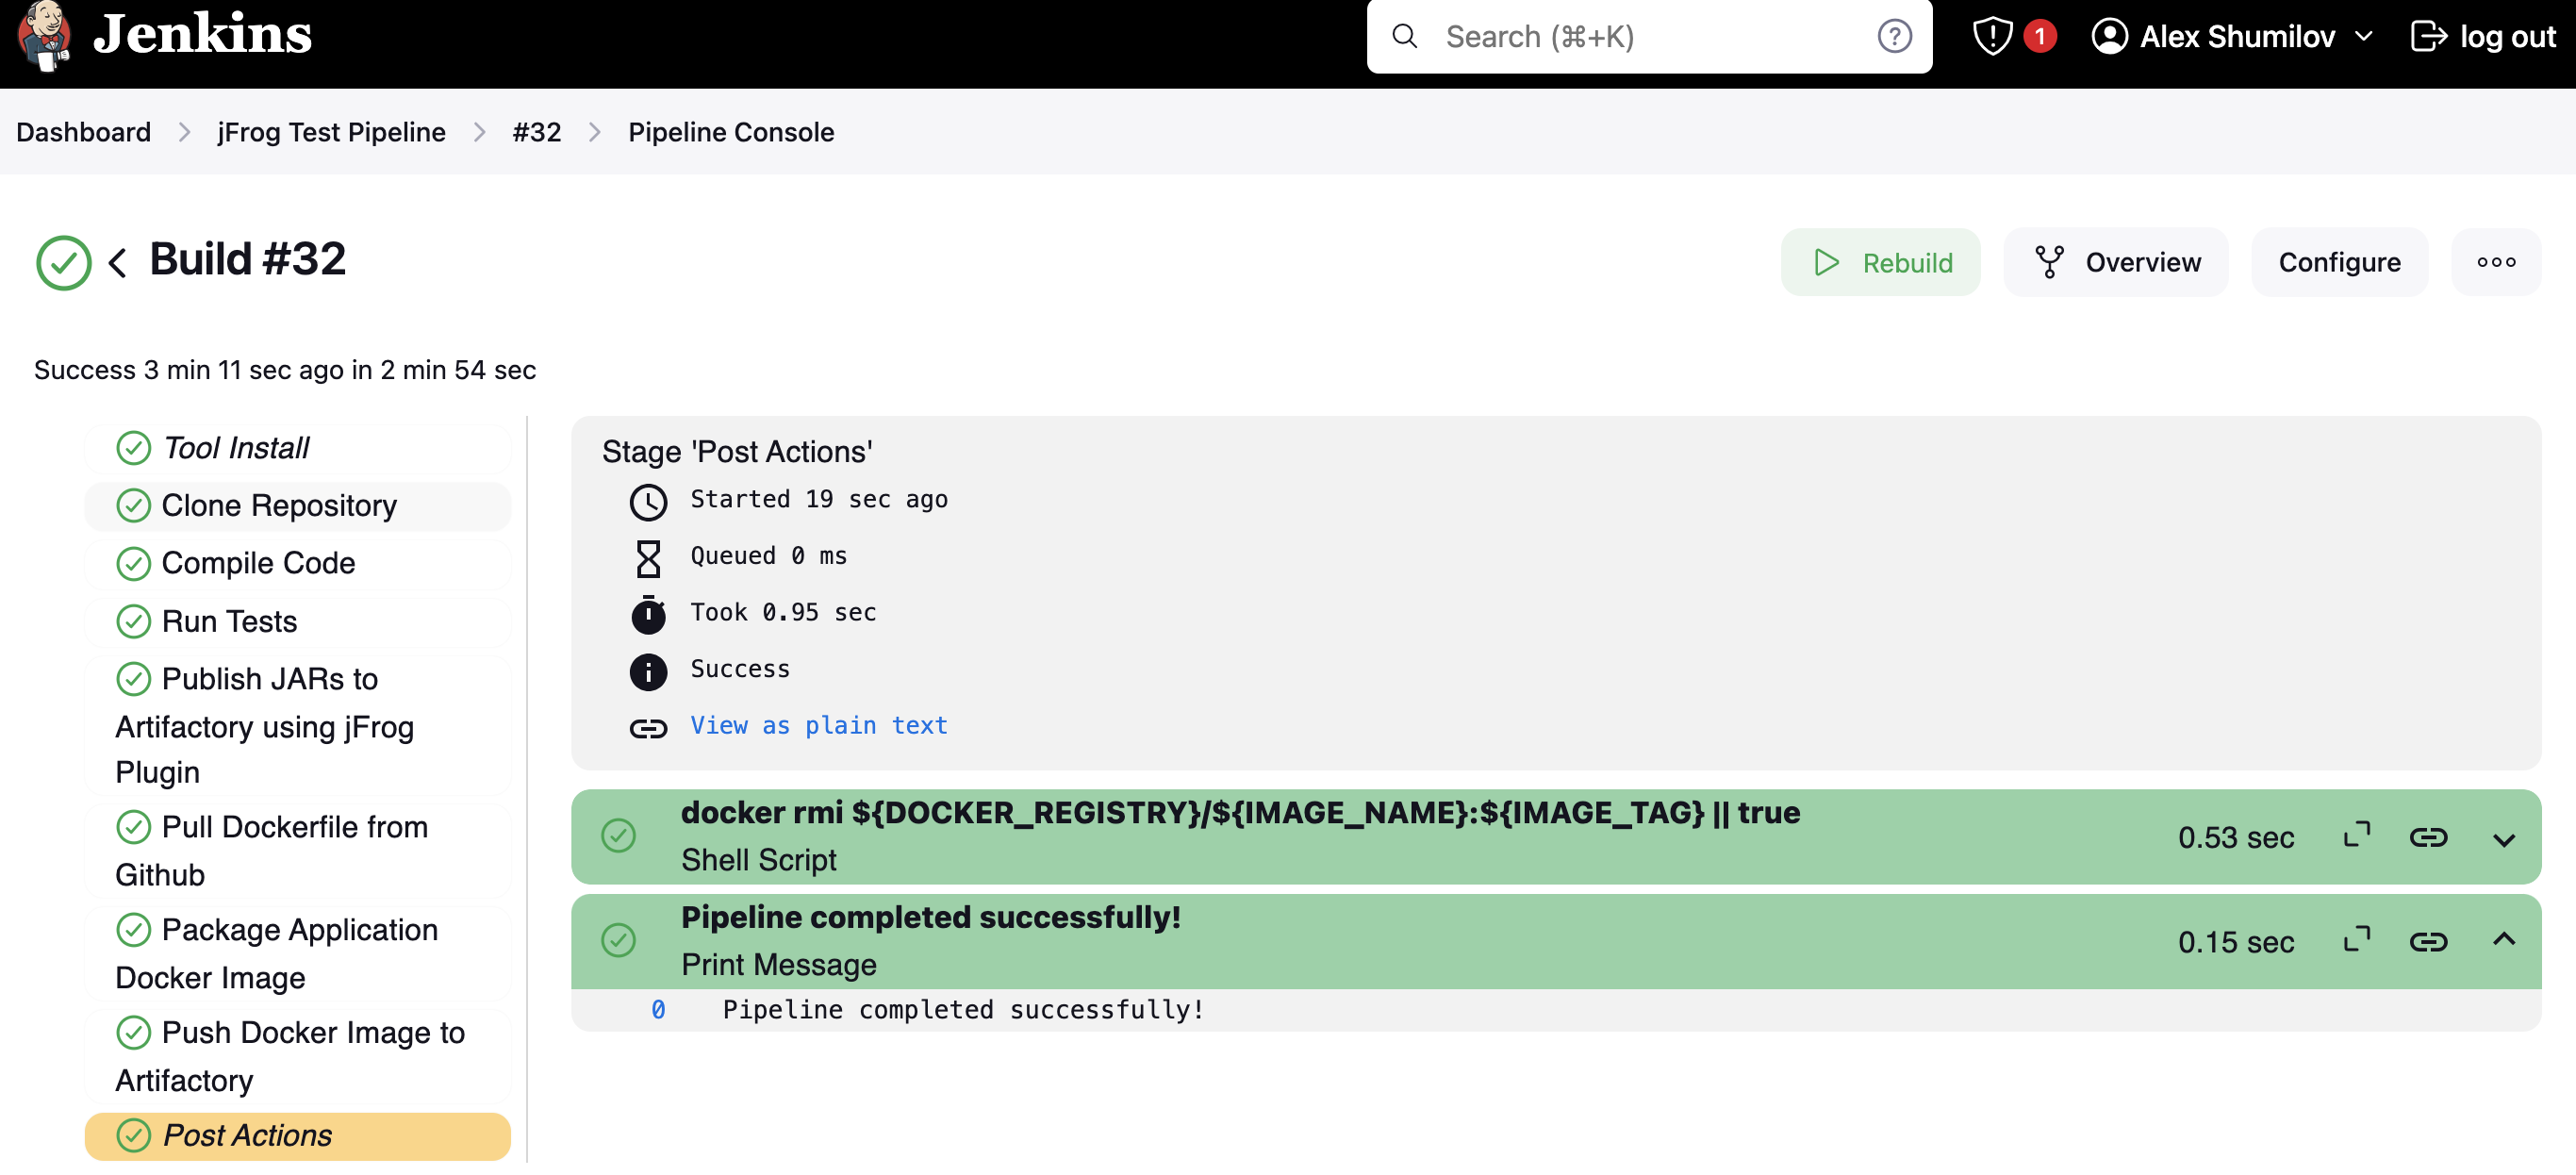 Jenkins
Search (⌘+K)
?
1
Alex Shumilov
log out
Dashboard
jFrog Test Pipeline
#32
Pipeline Console
Build #32
Rebuild
Overview
Configure
Success 3 min 11 sec ago in 2 min 54 sec
Tool Install
Clone Repository
Compile Code
Run Tests
Publish JARs to
Artifactory using jFrog
Plugin
Pull Dockerfile from
Github
Package Application
Docker Image
Push Docker Image to
Artifactory
Post Actions
Stage 'Post Actions'
Started 19 sec ago
Queued 0 ms
Took 0.95 sec
Success
View as plain text
docker rmi ${DOCKER_REGISTRY}/${IMAGE_NAME}:${IMAGE_TAG} || true
Shell Script
0.53 sec
Pipeline completed successfully!
Print Message
0.15 sec
0 Pipeline completed successfully!